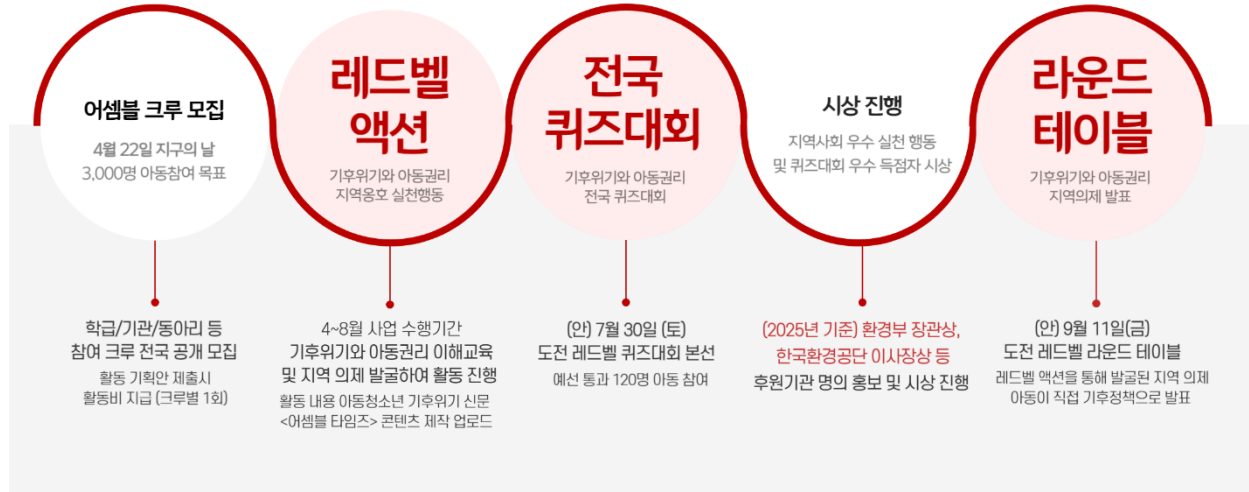 어셈블 크루 모집
4월 22일 지구의 날
3,000명 아동참여 목표
학급/기관/동아리 등
참여 크루 전국 공개 모집
활동 기획안 제출시
활동비 지급 (크루별 1회)
레드벨
액션
기후위기와 아동권리
지역옹호 실천행동
4~8월 사업 수행기간
기후위기와 아동권리 이해교육
및 지역 의제 발굴하여 활동 진행
활동 내용 아동청소년 기후위기 신문
<어셈블 타임즈> 콘텐츠 제작 업로드
전국
퀴즈대회
기후위기와 아동권리
전국 퀴즈대회
(안) 7월 30일 (토)
도전 레드벨 퀴즈대회 본선
예선 통과 120명 아동 참여
시상 진행
지역사회 우수 실천 행동
및 퀴즈대회 우수 득점자 시상
(2025년 기준) 환경부 장관상,
한국환경공단 이사장상 등
후원기관 명의 홍보 및 시상 진행
라운드
테이블
기후위기와 아동권리
지역의제 발표
(안) 9월 11일(금)
도전 레드벨 라운드 테이블
레드벨 액션을 통해 발굴된 지역 의제
아동이 직접 기후정책으로 발표